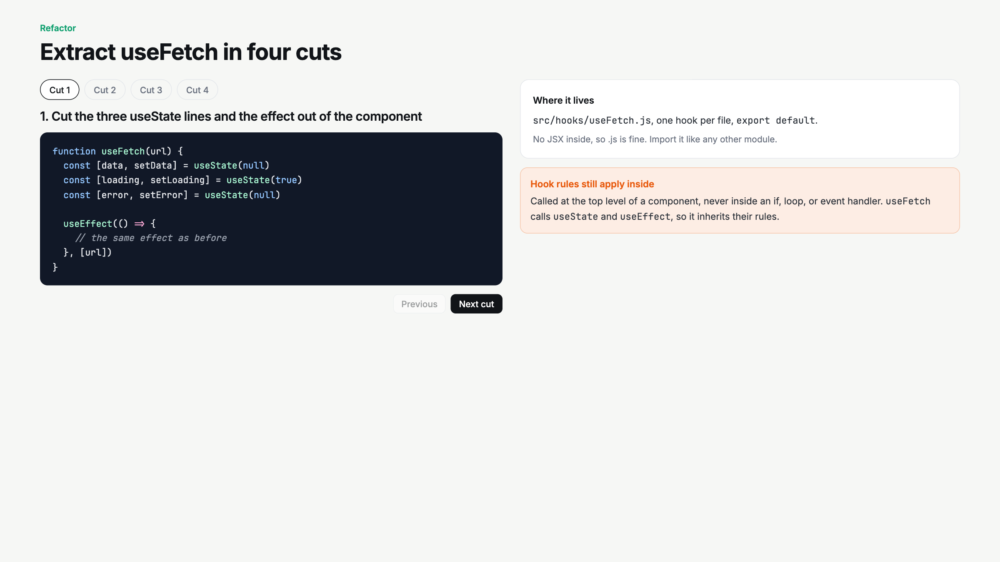 Refactor
Extract useFetch in four cuts
Cut 1
Cut 2
Cut 3
Cut 4
1. Cut the three useState lines and the effect out of the component
function useFetch(url) {
  const [data, setData] = useState(null)
  const [loading, setLoading] = useState(true)
  const [error, setError] = useState(null)

  useEffect(() => {
    // the same effect as before
  }, [url])
}
Previous
Next cut
Where it lives
src/hooks/useFetch.js, one hook per file, export default.
No JSX inside, so .js is fine. Import it like any other module.
Hook rules still apply inside
Called at the top level of a component, never inside an if, loop, or event handler. useFetch
calls useState and useEffect, so it inherits their rules.